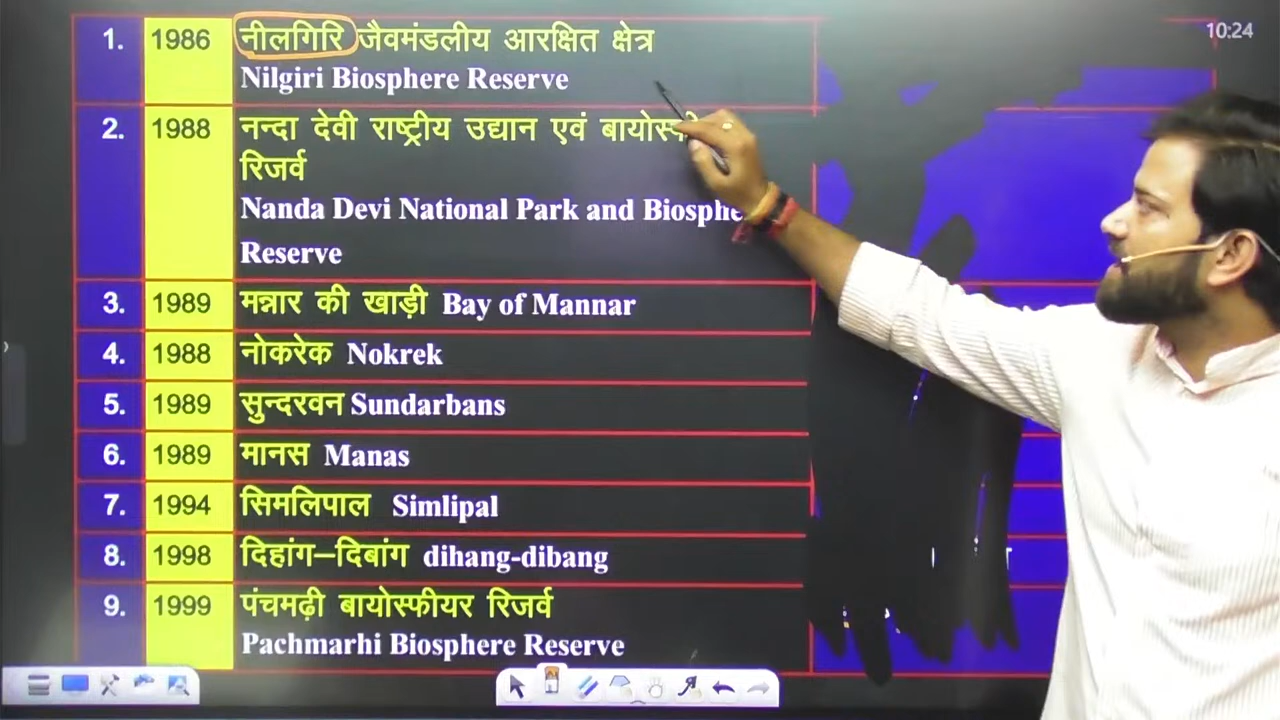 10:24
1. 1986 नीलगिरि जैवमंडलीय आरक्षित क्षेत्र
Nilgiri Biosphere Reserve
2. 1988 नन्दा देवी राष्ट्रीय उद्यान एवं
रिजर्व
Nanda Devi National Park and
Reserve
3. 1989 मन्नार की खाड़ी Bay of Mannar
4. 1988 नोकरेक Nokrek
5. 1989 सुन्दरवन Sundarbans
6. 1989 मानस Manas
7. 1994 सिमलिपाल Simlipal
8. 1998 दिहांग–दिबांग dihang-dibang
9. 1999 पंचमढ़ी बायोस्फीयर रिजर्व
Pachmarhi Biosphere Reserve